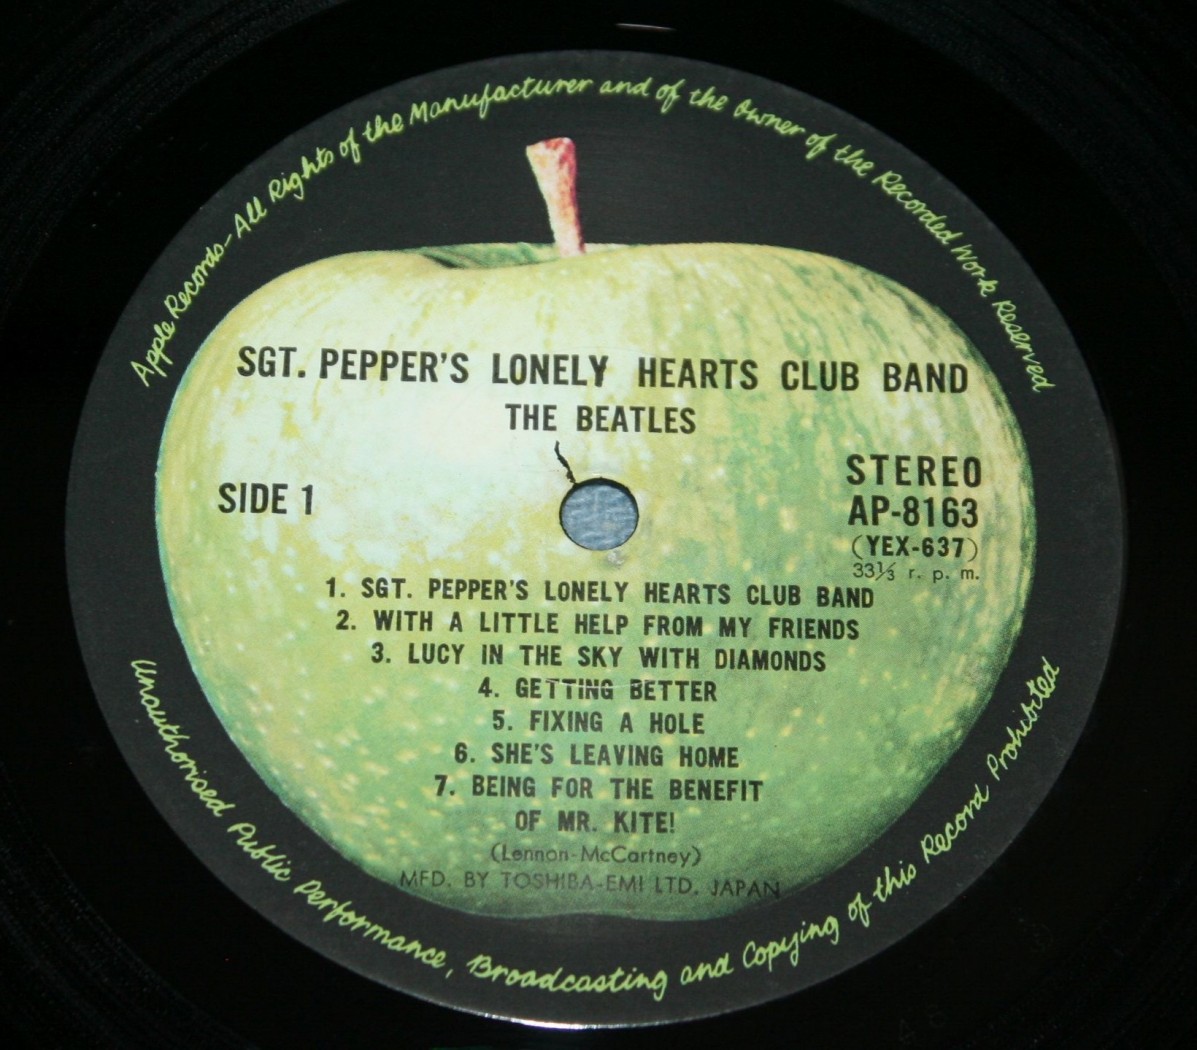 Apple Records-All Rights of the Manufacturer and of the Owner of the Recorded Work Reserved
SGT. PEPPER'S LONELY HEARTS CLUB BAND
THE BEATLES
SIDE 1
STEREO
AP-8163
(YEX-637)
33⅓ r. p. m.
1. SGT. PEPPER'S LONELY HEARTS CLUB BAND
2. WITH A LITTLE HELP FROM MY FRIENDS
3. LUCY IN THE SKY WITH DIAMONDS
4. GETTING BETTER
5. FIXING A HOLE
6. SHE'S LEAVING HOME
7. BEING FOR THE BENEFIT
OF MR. KITE!
(Lennon-McCartney)
MFD. BY TOSHIBA-EMI LTD. JAPAN
Unauthorised Public Performance, Broadcasting and Copying of this Record Prohibited